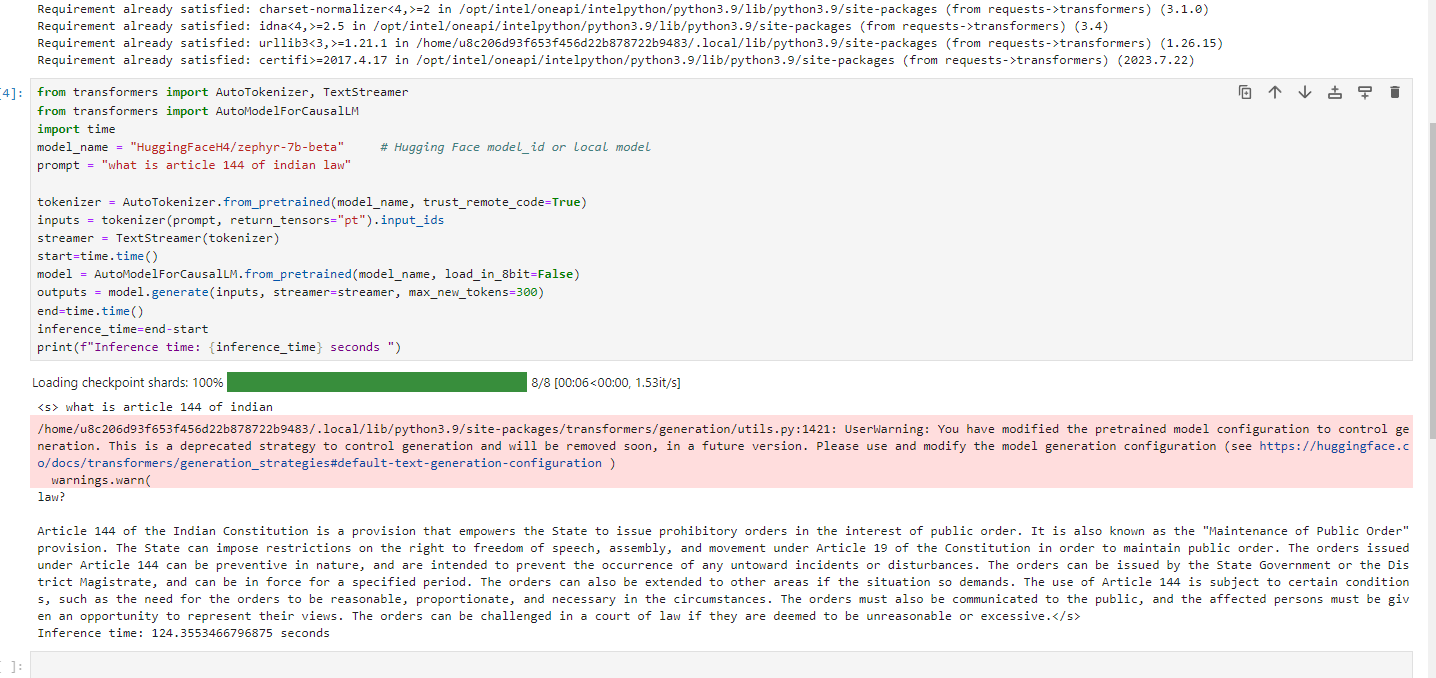 Requirement already satisfied: charset-normalizer<4,>=2 in /opt/intel/oneapi/intelpython/python3.9/lib/python3.9/site-packages (from requests->transformers) (3.1.0)
Requirement already satisfied: idna<4,>=2.5 in /opt/intel/oneapi/intelpython/python3.9/lib/python3.9/site-packages (from requests->transformers) (3.4)
Requirement already satisfied: urllib3<3,>=1.21.1 in /home/u8c206d93f653f456d22b878722b9483/.local/lib/python3.9/site-packages (from requests->transformers) (1.26.15)
Requirement already satisfied: certifi>=2017.4.17 in /opt/intel/oneapi/intelpython/python3.9/lib/python3.9/site-packages (from requests->transformers) (2023.7.22)
4]: from transformers import AutoTokenizer, TextStreamer
from transformers import AutoModelForCausalLM
import time
model_name = "HuggingFaceH4/zephyr-7b-beta"     # Hugging Face model_id or local model
prompt = "what is article 144 of indian law"

tokenizer = AutoTokenizer.from_pretrained(model_name, trust_remote_code=True)
inputs = tokenizer(prompt, return_tensors="pt").input_ids
streamer = TextStreamer(tokenizer)
start=time.time()
model = AutoModelForCausalLM.from_pretrained(model_name, load_in_8bit=False)
outputs = model.generate(inputs, streamer=streamer, max_new_tokens=300)
end=time.time()
inference_time=end-start
print(f"Inference time: {inference_time} seconds ")
Loading checkpoint shards: 100% 8/8 [00:06<00:00, 1.53it/s]
<s> what is article 144 of indian
/home/u8c206d93f653f456d22b878722b9483/.local/lib/python3.9/site-packages/transformers/generation/utils.py:1421: UserWarning: You have modified the pretrained model configuration to control ge
neration. This is a deprecated strategy to control generation and will be removed soon, in a future version. Please use and modify the model generation configuration (see https://huggingface.c
o/docs/transformers/generation_strategies#default-text-generation-configuration )
  warnings.warn(
law?

Article 144 of the Indian Constitution is a provision that empowers the State to issue prohibitory orders in the interest of public order. It is also known as the "Maintenance of Public Order"
provision. The State can impose restrictions on the right to freedom of speech, assembly, and movement under Article 19 of the Constitution in order to maintain public order. The orders issued
under Article 144 can be preventive in nature, and are intended to prevent the occurrence of any untoward incidents or disturbances. The orders can be issued by the State Government or the Dis
trict Magistrate, and can be in force for a specified period. The orders can also be extended to other areas if the situation so demands. The use of Article 144 is subject to certain condition
s, such as the need for the orders to be reasonable, proportionate, and necessary in the circumstances. The orders must also be communicated to the public, and the affected persons must be giv
en an opportunity to represent their views. The orders can be challenged in a court of law if they are deemed to be unreasonable or excessive.</s>
Inference time: 124.3553466796875 seconds
]: